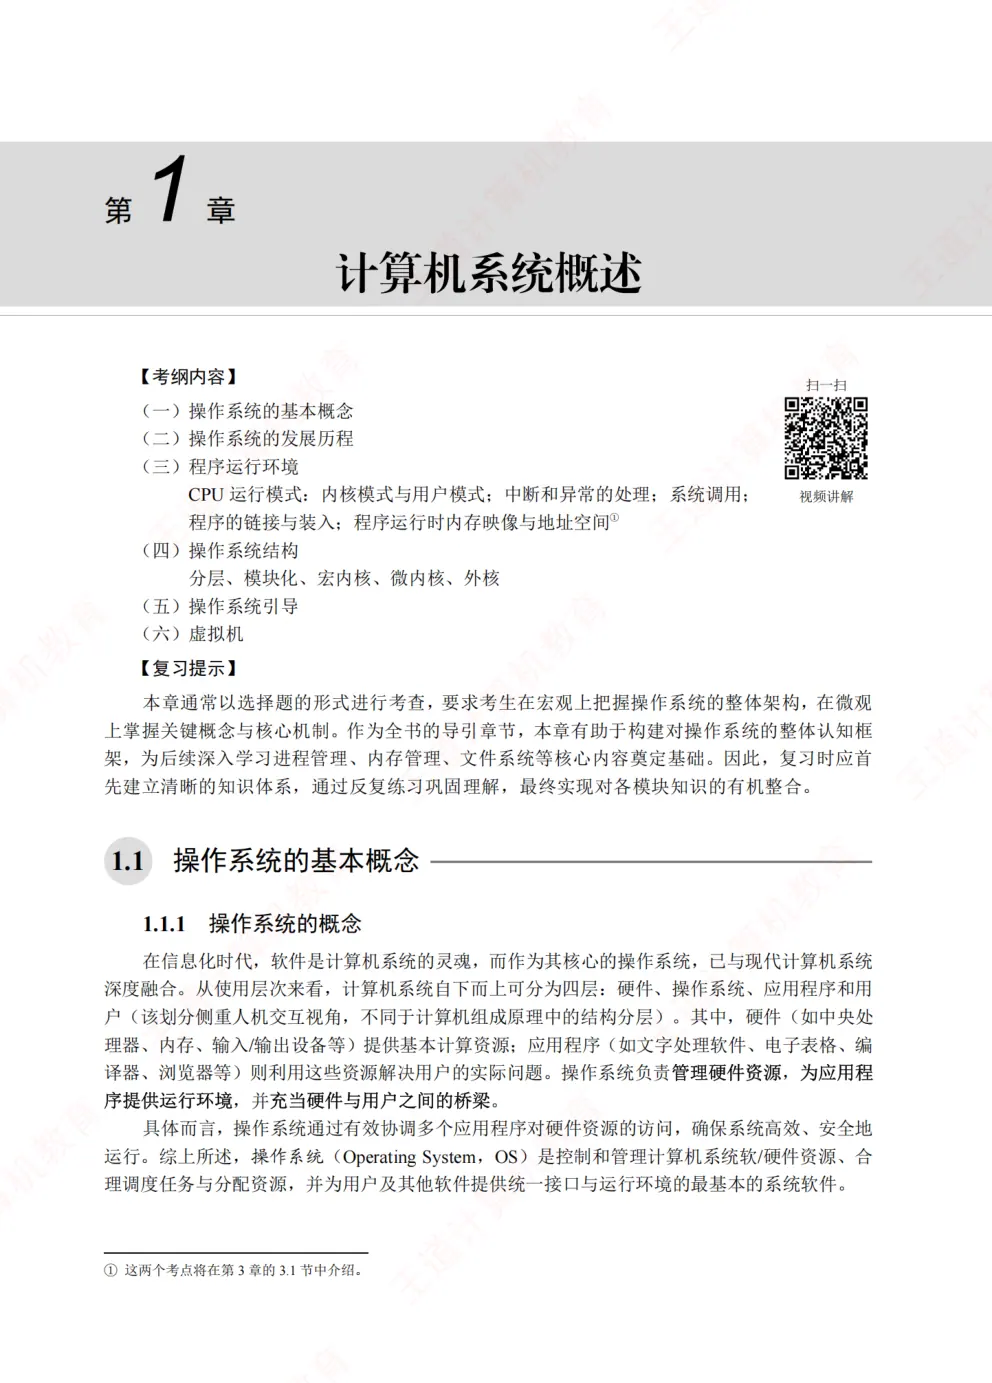 第1章
计算机系统概述
【考纲内容】
扫一扫
（一）操作系统的基本概念
（二）操作系统的发展历程
（三）程序运行环境
CPU 运行模式：内核模式与用户模式；中断和异常的处理；系统调用；
视频讲解
程序的链接与装入；程序运行时内存映像与地址空间①
（四）操作系统结构
分层、模块化、宏内核、微内核、外核
（五）操作系统引导
（六）虚拟机
【复习提示】
本章通常以选择题的形式进行考查，要求考生在宏观上把握操作系统的整体架构，在微观
上掌握关键概念与核心机制。作为全书的导引章节，本章有助于构建对操作系统的整体认知框
架，为后续深入学习进程管理、内存管理、文件系统等核心内容奠定基础。因此，复习时应首
先建立清晰的知识体系，通过反复练习巩固理解，最终实现对各模块知识的有机整合。
1.1 操作系统的基本概念
1.1.1 操作系统的概念
在信息化时代，软件是计算机系统的灵魂，而作为其核心的操作系统，已与现代计算机系统
深度融合。从使用层次来看，计算机系统自下而上可分为四层：硬件、操作系统、应用程序和用
户（该划分侧重人机交互视角，不同于计算机组成原理中的结构分层）。其中，硬件（如中央处
理器、内存、输入/输出设备等）提供基本计算资源；应用程序（如文字处理软件、电子表格、编
译器、浏览器等）则利用这些资源解决用户的实际问题。操作系统负责管理硬件资源，为应用程
序提供运行环境，并充当硬件与用户之间的桥梁。
具体而言，操作系统通过有效协调多个应用程序对硬件资源的访问，确保系统高效、安全地
运行。综上所述，操作系统（Operating System，OS）是控制和管理计算机系统软/硬件资源、合
理调度任务与分配资源，并为用户及其他软件提供统一接口与运行环境的最基本的系统软件。
① 这两个考点将在第 3 章的 3.1 节中介绍。
王道计算机教育